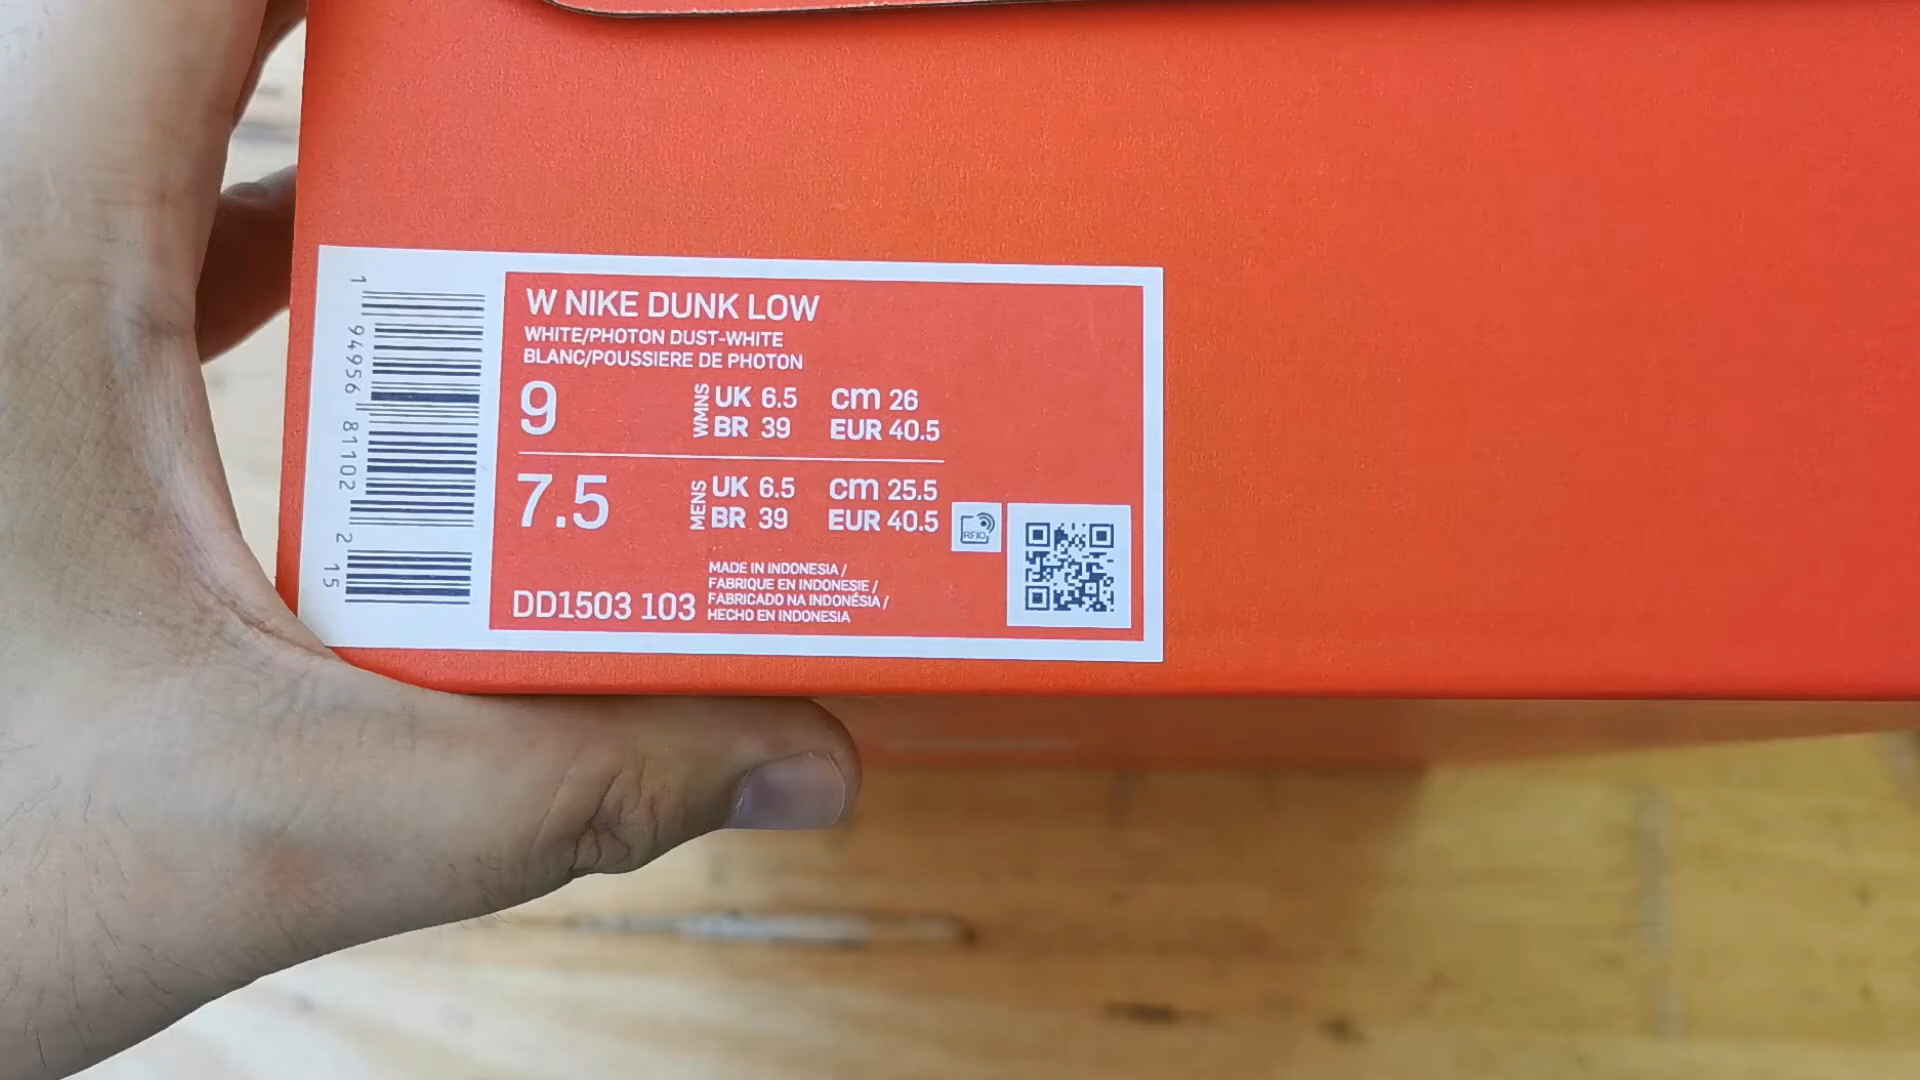 W NIKE DUNK LOW
WHITE/PHOTON DUST-WHITE
BLANC/POUSSIERE DE PHOTON
9 WMNS UK 6.5 cm 26
BR 39 EUR 40.5
7.5 MENS UK 6.5 cm 25.5
BR 39 EUR 40.5
RFID
MADE IN INDONESIA /
FABRIQUE EN INDONESIE /
FABRICADO NA INDONÉSIA /
HECHO EN INDONESIA
DD1503 103
1 94956 81102 2 15